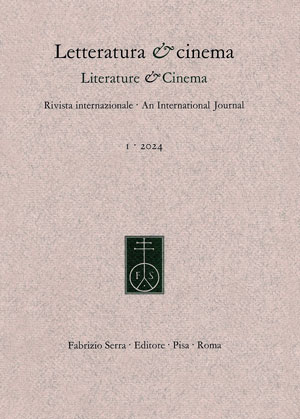 Letteratura & cinema
Literature & Cinema
Rivista internazionale · An International Journal
1 · 2024
F S
Fabrizio Serra · Editore · Pisa · Roma